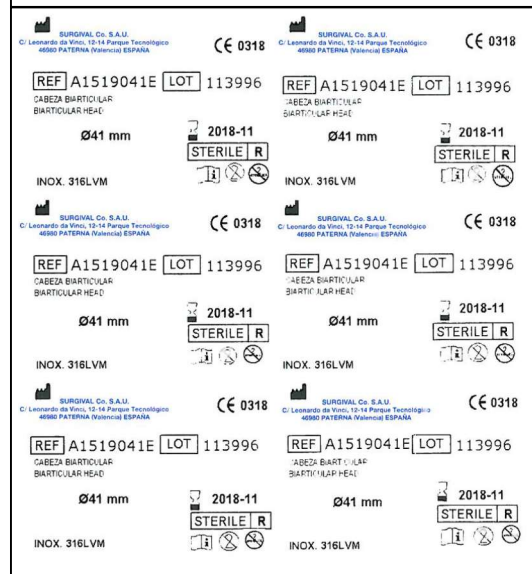 SURGIVAL Co. S.A.U.
C/ Leonardo da Vinci, 12-14 Parque Tecnológico
46980 PATERNA (Valencia) ESPAÑA
CE 0318
REF A1519041E LOT 113996
CABEZA BIARTICULAR
BIARTICULAR HEAD
Ø41 mm
2018-11
STERILE R
INOX. 316LVM
SURGIVAL Co. S.A.U.
C/ Leonardo da Vinci, 12-14 Parque Tecnológico
46980 PATERNA (Valencia) ESPAÑA
CE 0318
REF A1519041E LOT 113996
CABEZA BIARTICULAR
BIARTICULAR HEAD
Ø41 mm
2018-11
STERILE R
INOX. 316LVM
SURGIVAL Co. S.A.U.
C/ Leonardo da Vinci, 12-14 Parque Tecnológico
46980 PATERNA (Valencia) ESPAÑA
CE 0318
REF A1519041E LOT 113996
CABEZA BIARTICULAR
BIARTICULAR HEAD
Ø41 mm
2018-11
STERILE R
INOX. 316LVM
SURGIVAL Co. S.A.U.
C/ Leonardo da Vinci, 12-14 Parque Tecnológico
46980 PATERNA (Valencia) ESPAÑA
CE 0318
REF A1519041E LOT 113996
CABEZA BIARTICULAR
BIARTICULAR HEAD
Ø41 mm
2018-11
STERILE R
INOX. 316LVM
SURGIVAL Co. S.A.U.
C/ Leonardo da Vinci, 12-14 Parque Tecnológico
46980 PATERNA (Valencia) ESPAÑA
CE 0318
REF A1519041E LOT 113996
CABEZA BIARTICULAR
BIARTICULAR HEAD
Ø41 mm
2018-11
STERILE R
INOX. 316LVM
SURGIVAL Co. S.A.U.
C/ Leonardo da Vinci, 12-14 Parque Tecnológico
46980 PATERNA (Valencia) ESPAÑA
CE 0318
REF A1519041E LOT 113996
CABEZA BIARTICULAR
BIARTICULAR HEAD
Ø41 mm
2018-11
STERILE R
INOX. 316LVM